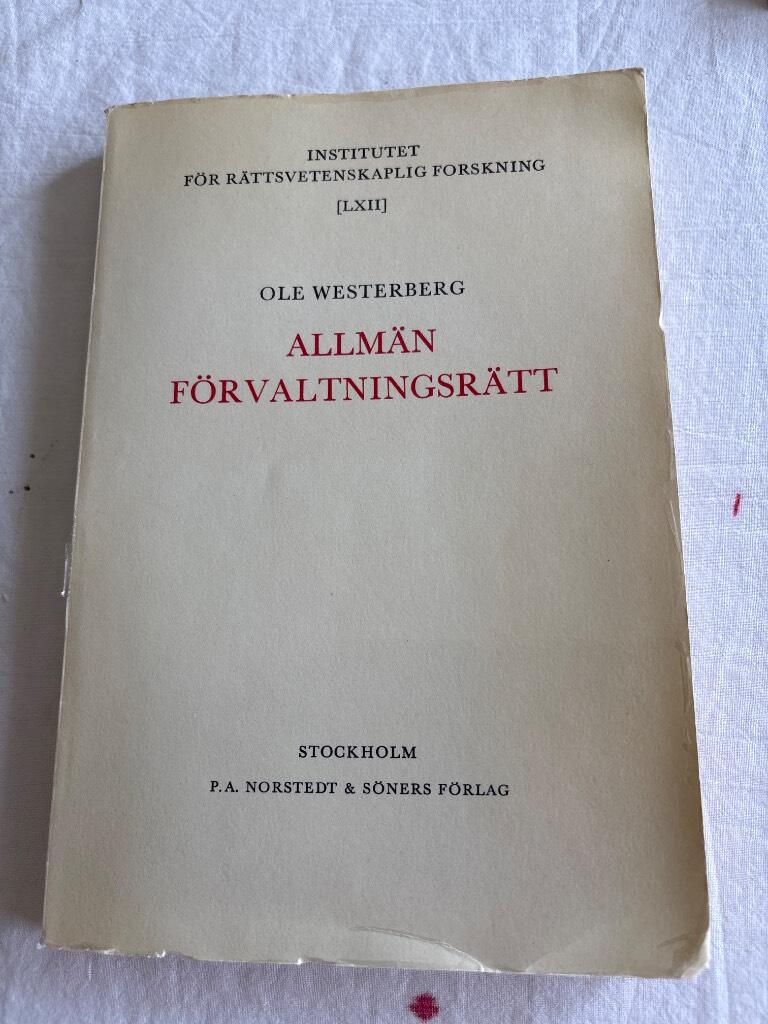 INSTITUTET
FÖR RÄTTSVETENSKAPLIG FORSKNING
[LXII]
OLE WESTERBERG
ALLMÄN
FÖRVALTNINGSRÄTT
STOCKHOLM
P.A. NORSTEDT & SÖNERS FÖRLAG